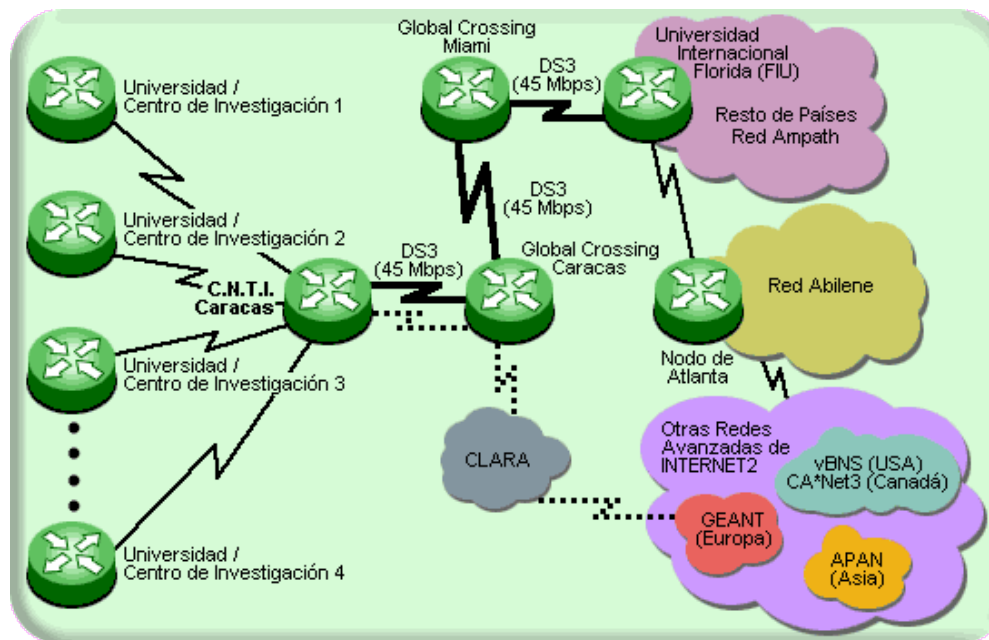 Universidad /
Centro de Investigación 1
Universidad /
Centro de Investigación 2
C.N.T.I.
Caracas
Universidad /
Centro de Investigación 3
Universidad /
Centro de Investigación 4
Global Crossing
Miami
DS3
(45 Mbps)
Universidad
Internacional
Florida (FIU)
Resto de Países
Red Ampath
DS3
(45 Mbps)
DS3
(45 Mbps)
Global Crossing
Caracas
Red Abilene
Nodo de
Atlanta
CLARA
Otras Redes
Avanzadas de
INTERNET2
vBNS (USA)
CA*Net3 (Canadá)
GEANT
(Europa)
APAN
(Asia)